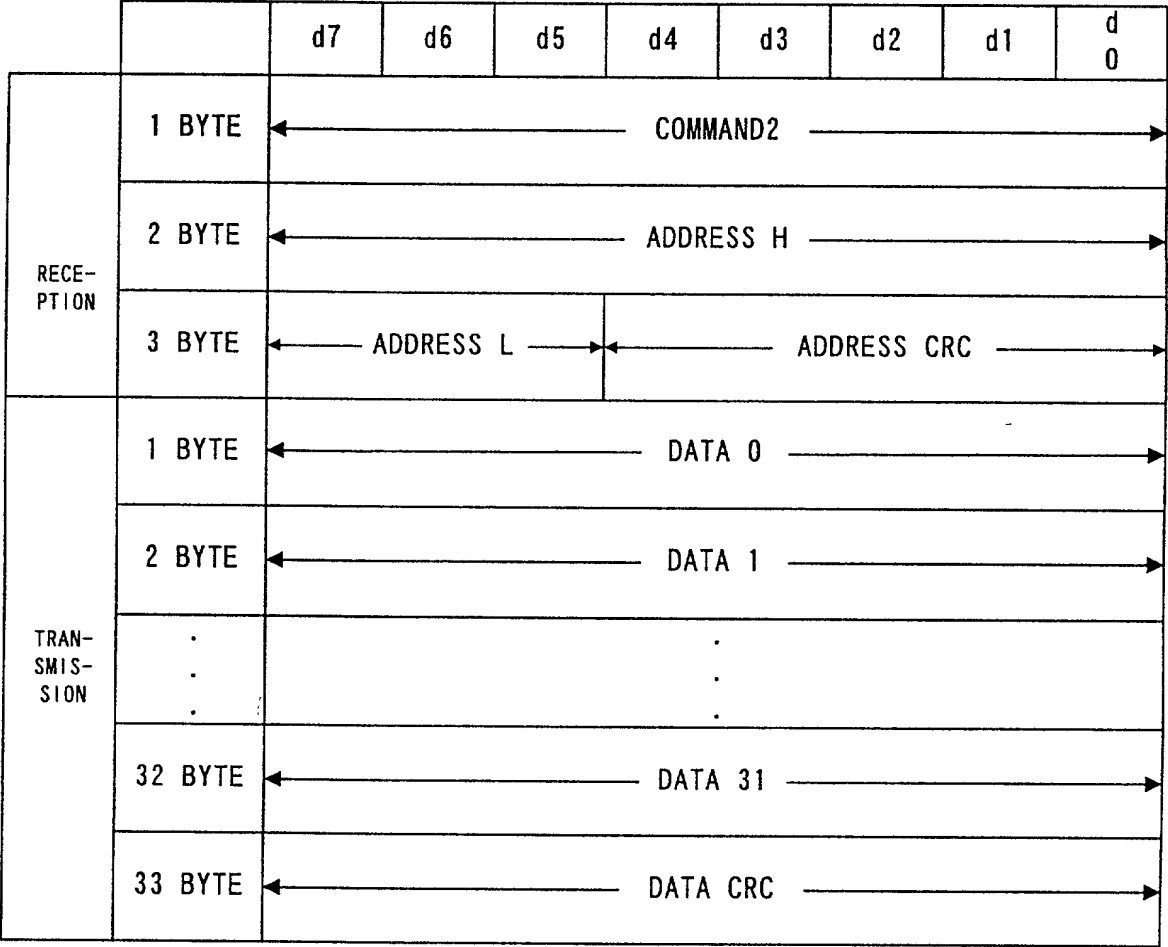 d7 d6 d5 d4 d3 d2 d1 d
0
1 BYTE COMMAND2
2 BYTE ADDRESS H
RECE-
PTION
3 BYTE ADDRESS L ADDRESS CRC
1 BYTE DATA 0
2 BYTE DATA 1
TRAN-
SMIS-
SION
32 BYTE DATA 31
33 BYTE DATA CRC